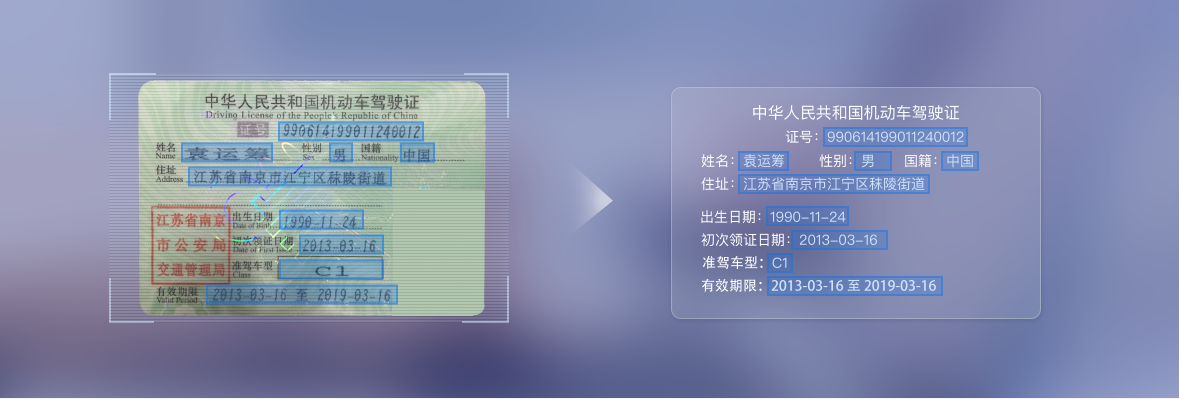 中华人民共和国机动车驾驶证
Driving License of the People's Republic of China
证号 990614199011240012
姓名 袁运筹 性别 男 国籍 中国
Name Sex Nationality
住址 江苏省南京市江宁区秣陵街道
Address
江苏省南京
市公安局
交通管理局
出生日期 1990-11-24
Date of Birth
初次领证日期 2013-03-16
Date of First Issue
准驾车型 C1
Class
有效期限 2013-03-16 至 2019-03-16
Valid Period
中华人民共和国机动车驾驶证
证号: 990614199011240012
姓名: 袁运筹 性别: 男 国籍: 中国
住址: 江苏省南京市江宁区秣陵街道
出生日期: 1990-11-24
初次领证日期: 2013-03-16
准驾车型: C1
有效期限: 2013-03-16 至 2019-03-16